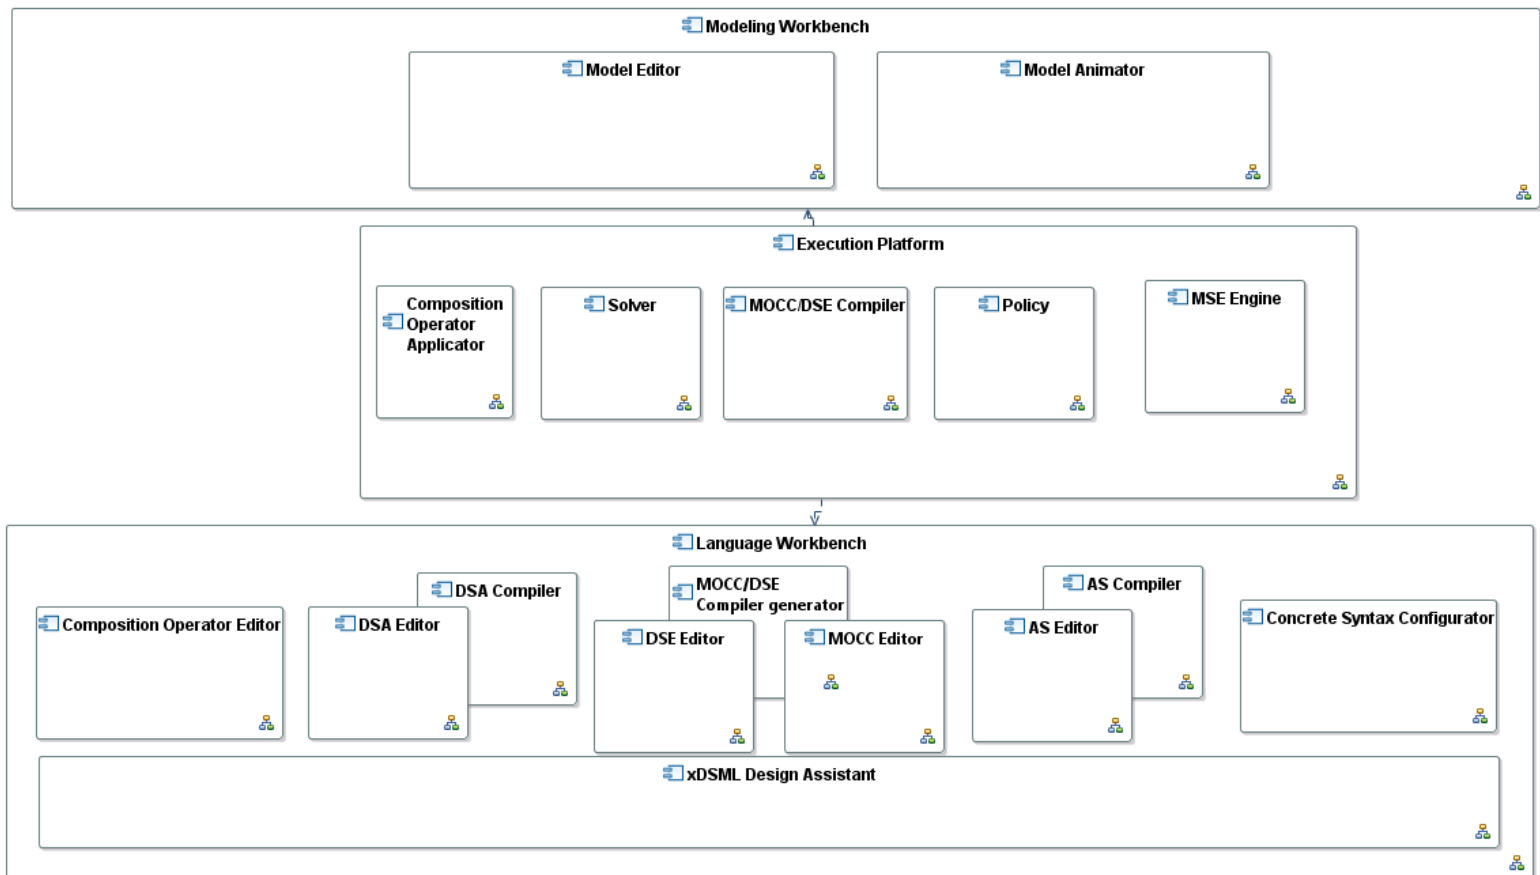 Modeling Workbench
Model Editor
Model Animator
Execution Platform
Composition
Operator
Applicator
Solver
MOCC/DSE Compiler
Policy
MSE Engine
Language Workbench
DSA Compiler
MOCC/DSE
Compiler generator
AS Compiler
Composition Operator Editor
DSA Editor
DSE Editor
MOCC Editor
AS Editor
Concrete Syntax Configurator
xDSML Design Assistant